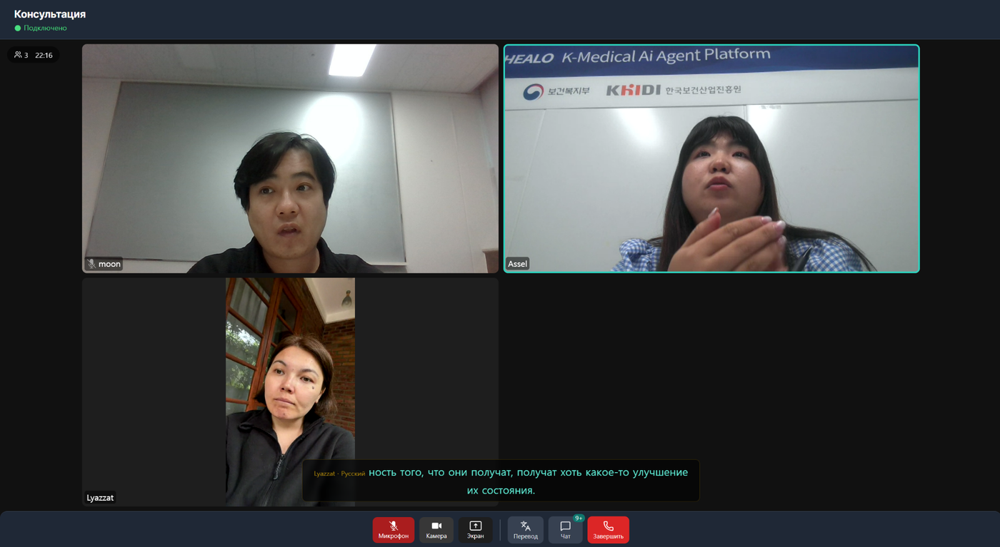 Консультация
Подключено
3 22:16
HEALO K-Medical Ai Agent Platform
보건복지부 KHIDI 한국보건산업진흥원
moon
Assel
Lyazzat · Русский ность того, что они получат, получат хоть какое-то улучшение
их состояния.
Lyazzat
9+
Микрофон Камера Экран Перевод Чат Завершить